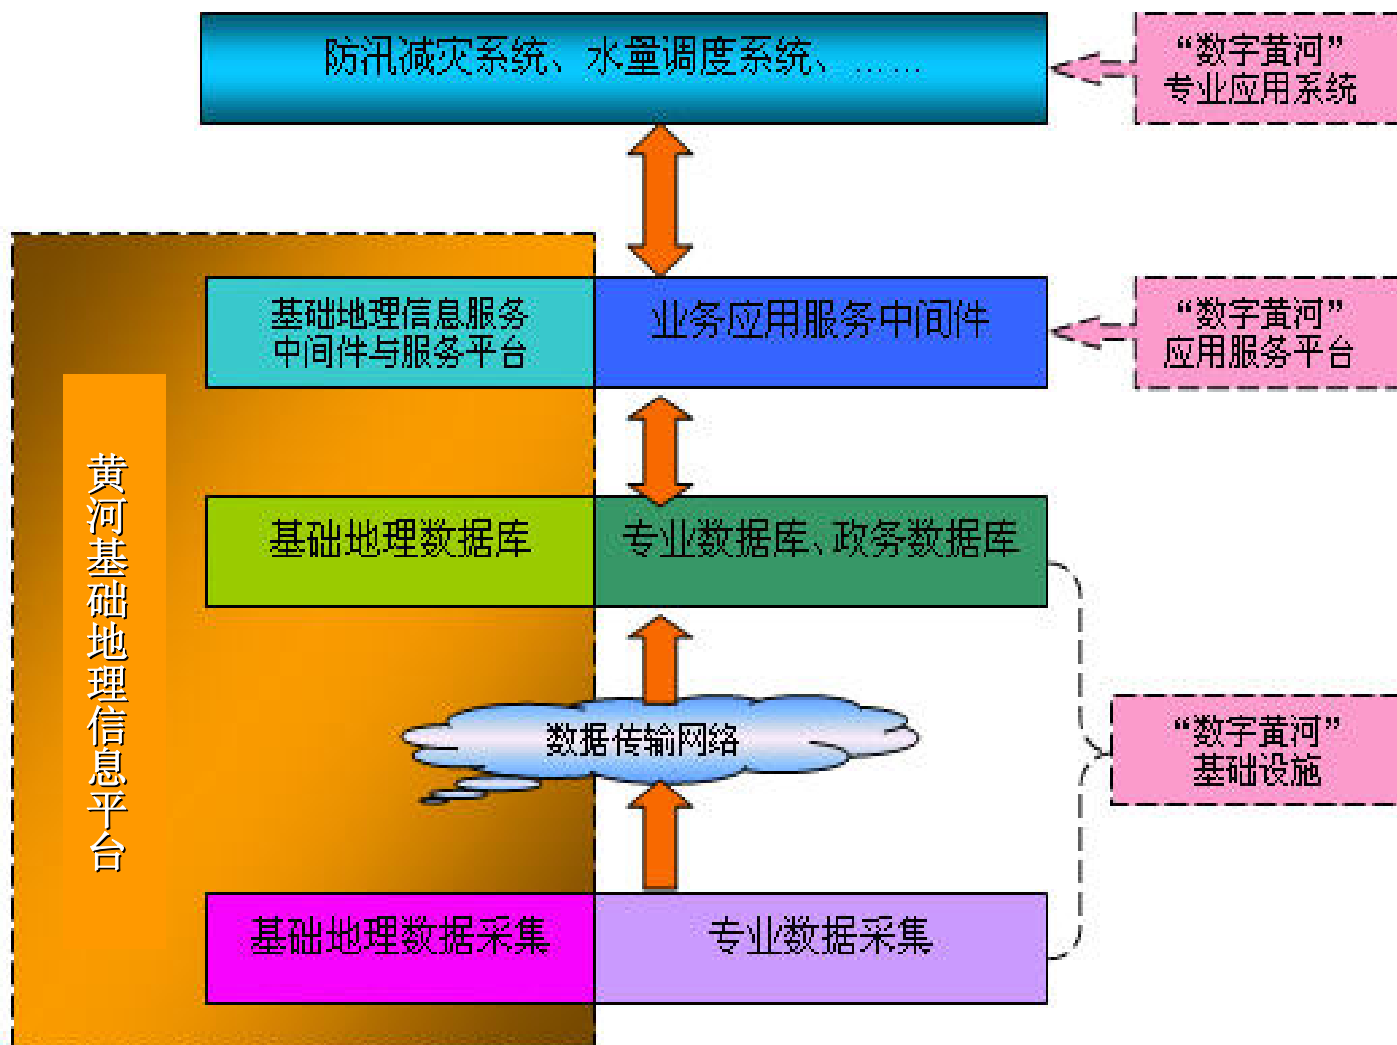 防汛减灾系统、水量调度系统、……
“数字黄河”
专业应用系统
基础地理信息服务
中间件与服务平台
业务应用服务中间件
“数字黄河”
应用服务平台
黄河基础地理信息平台
基础地理数据库
专业数据库、政务数据库
数据传输网络
“数字黄河”
基础设施
基础地理数据采集
专业数据采集